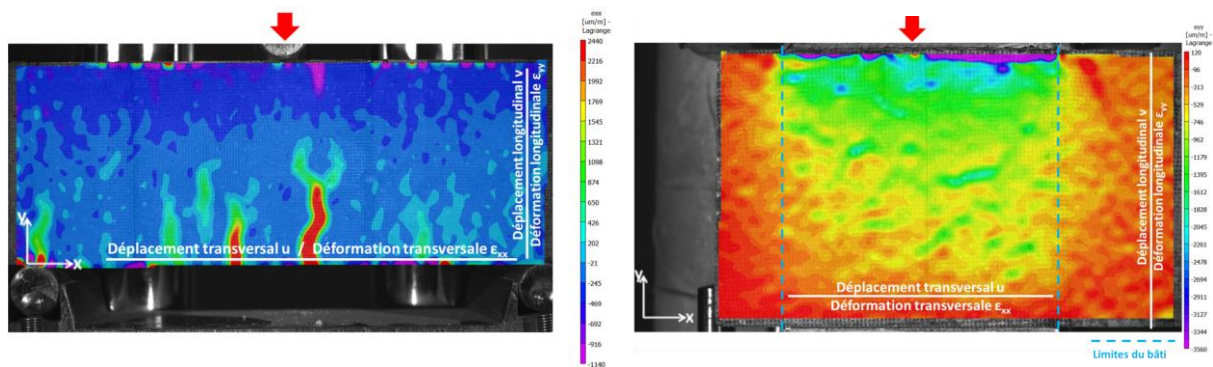 exx
[um/m] -
Lagrange
2440
2216
1992
1769
1545
1321
1098
874
650
426
202
-21
-245
-469
-692
-916
-1140
Déplacement longitudinal v
Déformation longitudinale εyy
Y
X
Déplacement transversal u / Déformation transversale εxx
eyy
[um/m] -
Lagrange
120
-96
-313
-529
-746
-962
-1179
-1395
-1612
-1829
-2045
-2262
-2478
-2694
-2911
-3127
-3344
-3560
Déplacement longitudinal v
Déformation longitudinale εyy
Y
X
Déplacement transversal u
Déformation transversale εxx
Limites du bâti